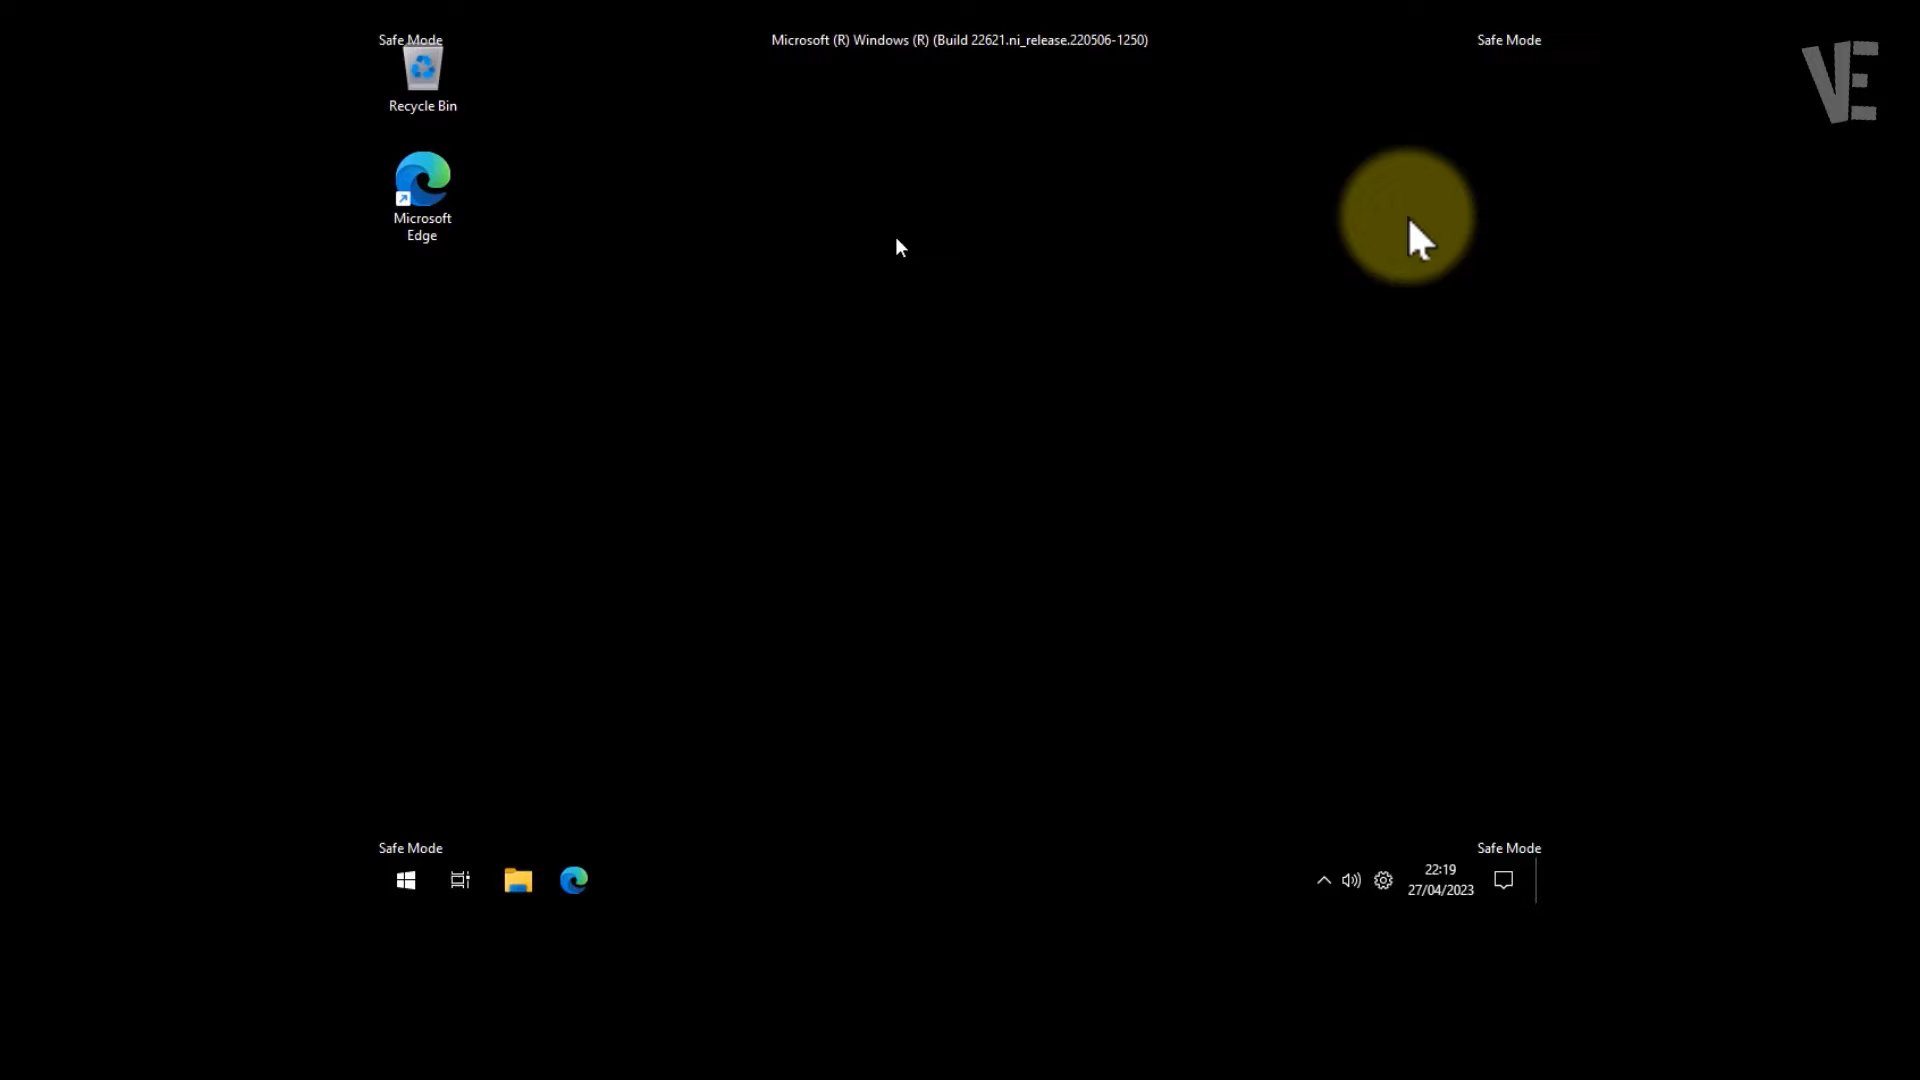 Safe Mode
Microsoft (R) Windows (R) (Build 22621.ni_release.220506-1250)
Safe Mode
VE
Recycle Bin
Microsoft
Edge
Safe Mode
Safe Mode
22:19
27/04/2023